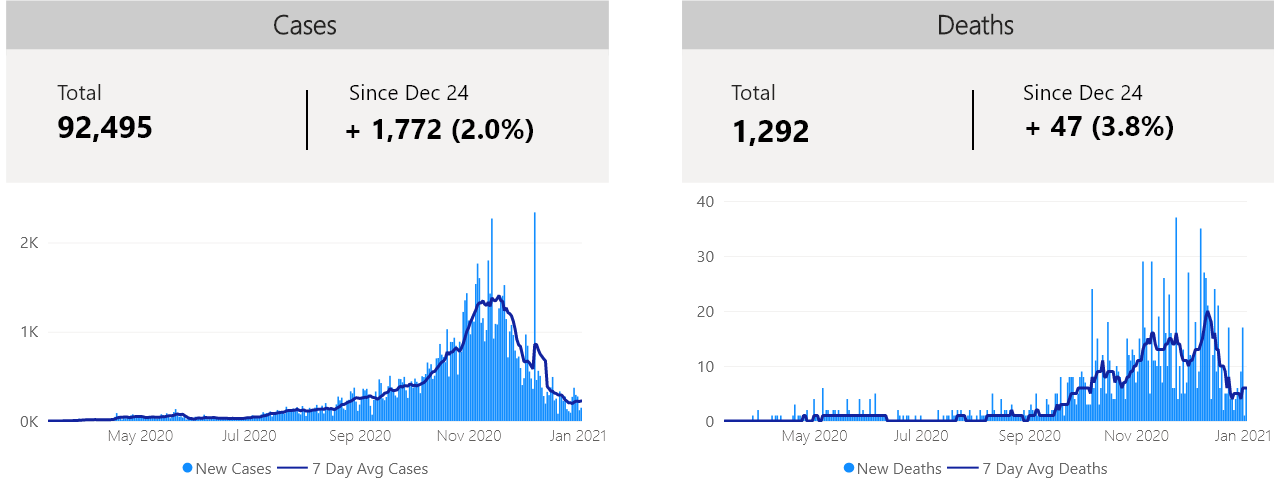 Cases
Total
Since Dec 24
92,495
+ 1,772 (2.0%)
2K
1K
0K
May 2020
Jul 2020
Sep 2020
Nov 2020
Jan 2021
New Cases
7 Day Avg Cases
Deaths
Total
Since Dec 24
1,292
+ 47 (3.8%)
40
30
20
10
0
May 2020
Jul 2020
Sep 2020
Nov 2020
Jan 2021
New Deaths
7 Day Avg Deaths